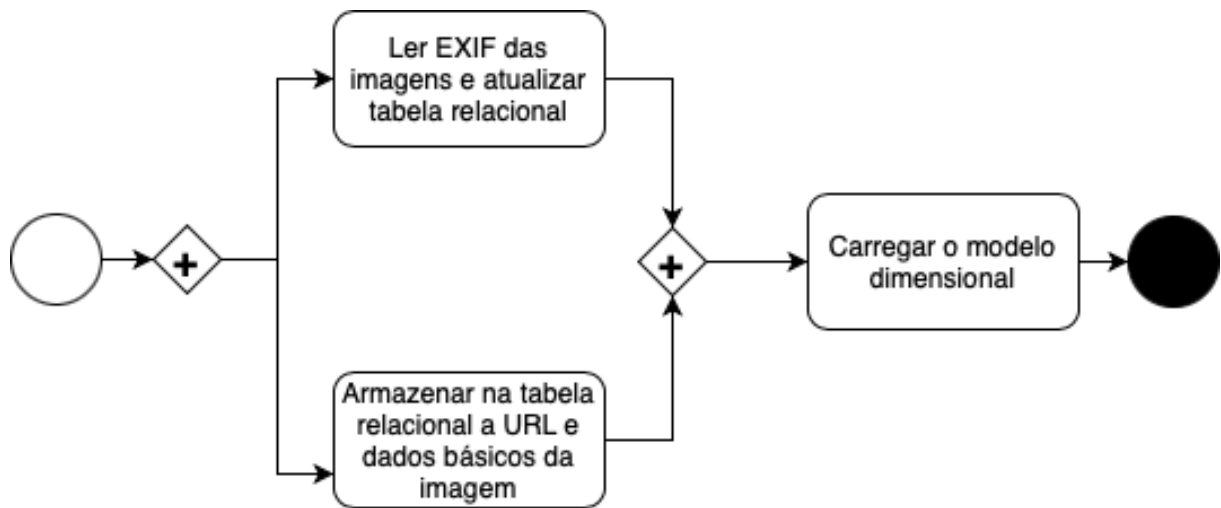 Ler EXIF das
imagens e atualizar
tabela relacional
+
+
Carregar o modelo
dimensional
Armazenar na tabela
relacional a URL e
dados básicos da
imagem